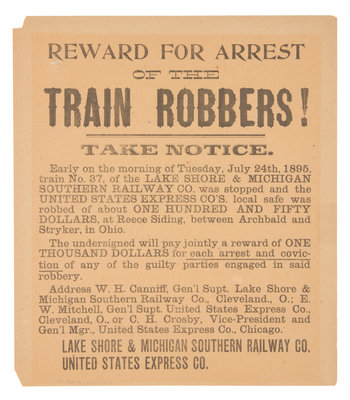 REWARD FOR ARREST
OF THE
TRAIN ROBBERS!
TAKE NOTICE.
Early on the morning of Tuesday, July 24th, 1895,
train No. 37, of the LAKE SHORE & MICHIGAN
SOUTHERN RAILWAY CO. was stopped and the
UNITED STATES EXPRESS CO'S. local safe was
robbed of about ONE HUNDRED AND FIFTY
DOLLARS, at Reece Siding, between Archbald and
Stryker, in Ohio.
The undersigned will pay jointly a reward of ONE
THOUSAND DOLLARS for each arrest and convic-
tion of any of the guilty parties engaged in said
robbery.
Address W. H. Canniff, Gen'l Supt. Lake Shore &
Michigan Southern Railway Co., Cleveland., O.; E.
W. Mitchell, Gen'l Supt. United States Express Co.,
Cleveland, O., or C. H. Crosby, Vice-President and
Gen'l Mgr., United States Express Co., Chicago.
LAKE SHORE & MICHIGAN SOUTHERN RAILWAY CO.
UNITED STATES EXPRESS CO.